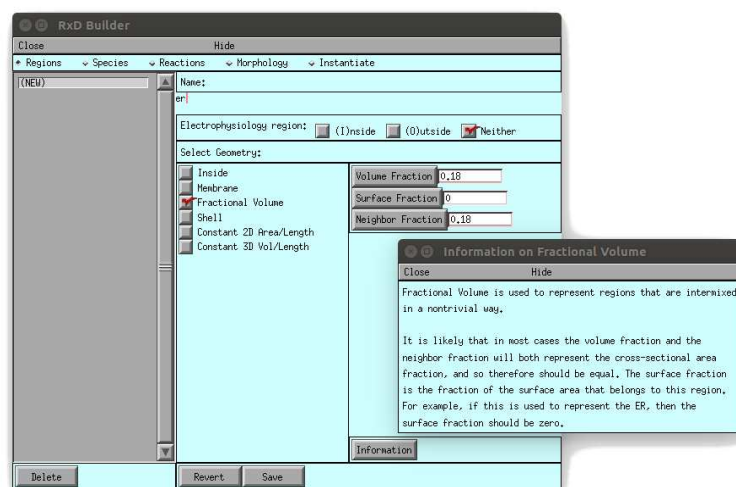 RxD Builder
Close Hide
Regions Species Reactions Morphology Instantiate
(NEW)
Name:
er
Electrophysiology region: (I)nside (O)utside Neither
Select Geometry:
Inside
Membrane
Fractional Volume
Shell
Constant 2D Area/Length
Constant 3D Vol/Length
Volume Fraction 0.18
Surface Fraction 0
Neighbor Fraction 0.18
Information on Fractional Volume
Close Hide
Fractional Volume is used to represent regions that are intermixed
in a nontrivial way.
It is likely that in most cases the volume fraction and the
neighbor fraction will both represent the cross-sectional area
fraction, and so therefore should be equal. The surface fraction
is the fraction of the surface area that belongs to this region.
For example, if this is used to represent the ER, then the
surface fraction should be zero.
Information
Delete Revert Save